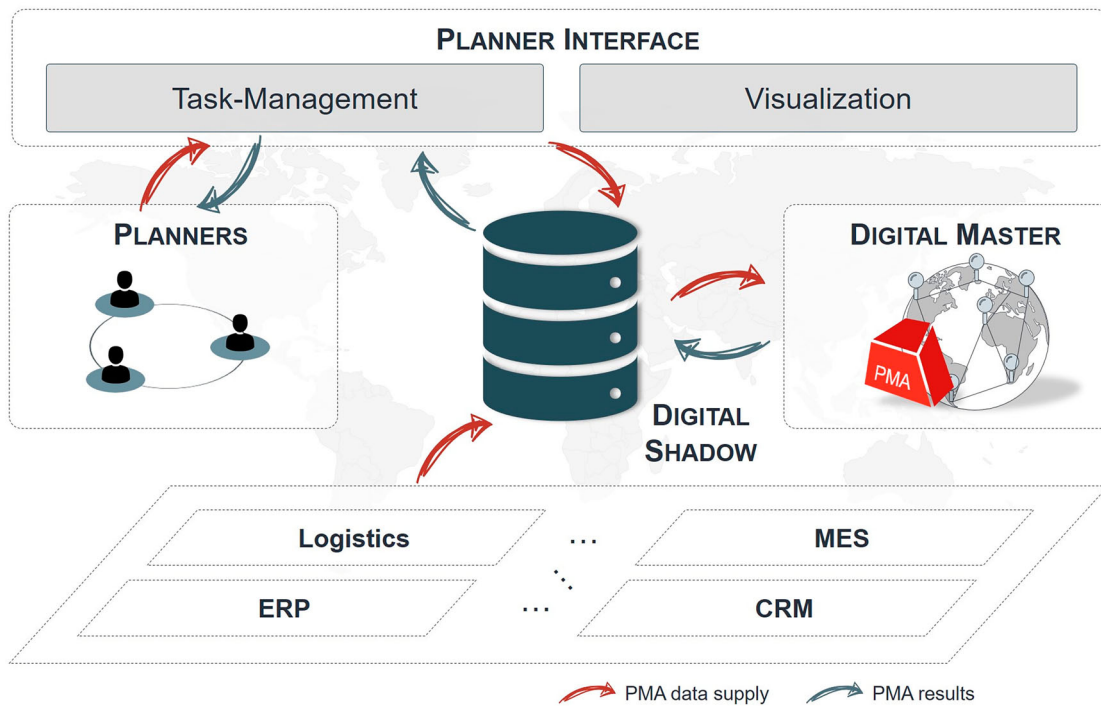 PLANNER INTERFACE
Task-Management
Visualization
PLANNERS
DIGITAL MASTER
PMA
DIGITAL
SHADOW
Logistics
...
MES
ERP
...
CRM
PMA data supply
PMA results